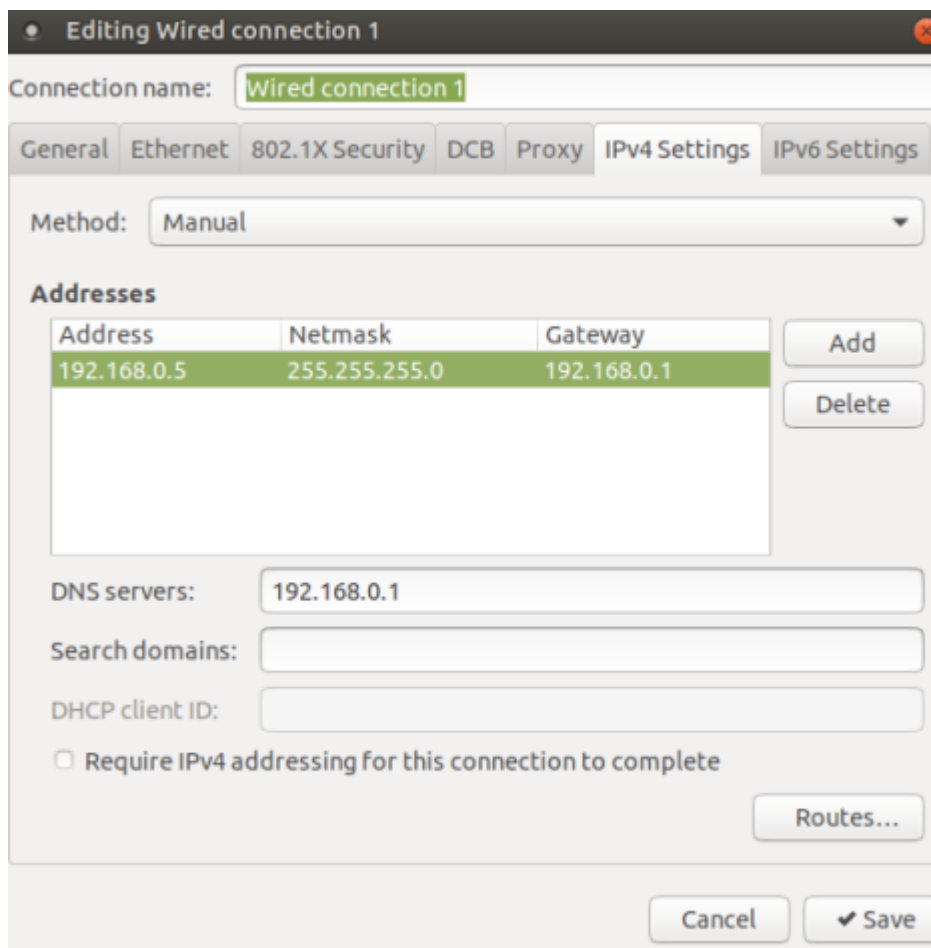 Editing Wired connection 1
Connection name: Wired connection 1
General Ethernet 802.1X Security DCB Proxy IPv4 Settings IPv6 Settings
Method: Manual
Addresses
Address Netmask Gateway
192.168.0.5 255.255.255.0 192.168.0.1
Add
Delete
DNS servers: 192.168.0.1
Search domains:
DHCP client ID:
Require IPv4 addressing for this connection to complete
Routes...
Cancel Save